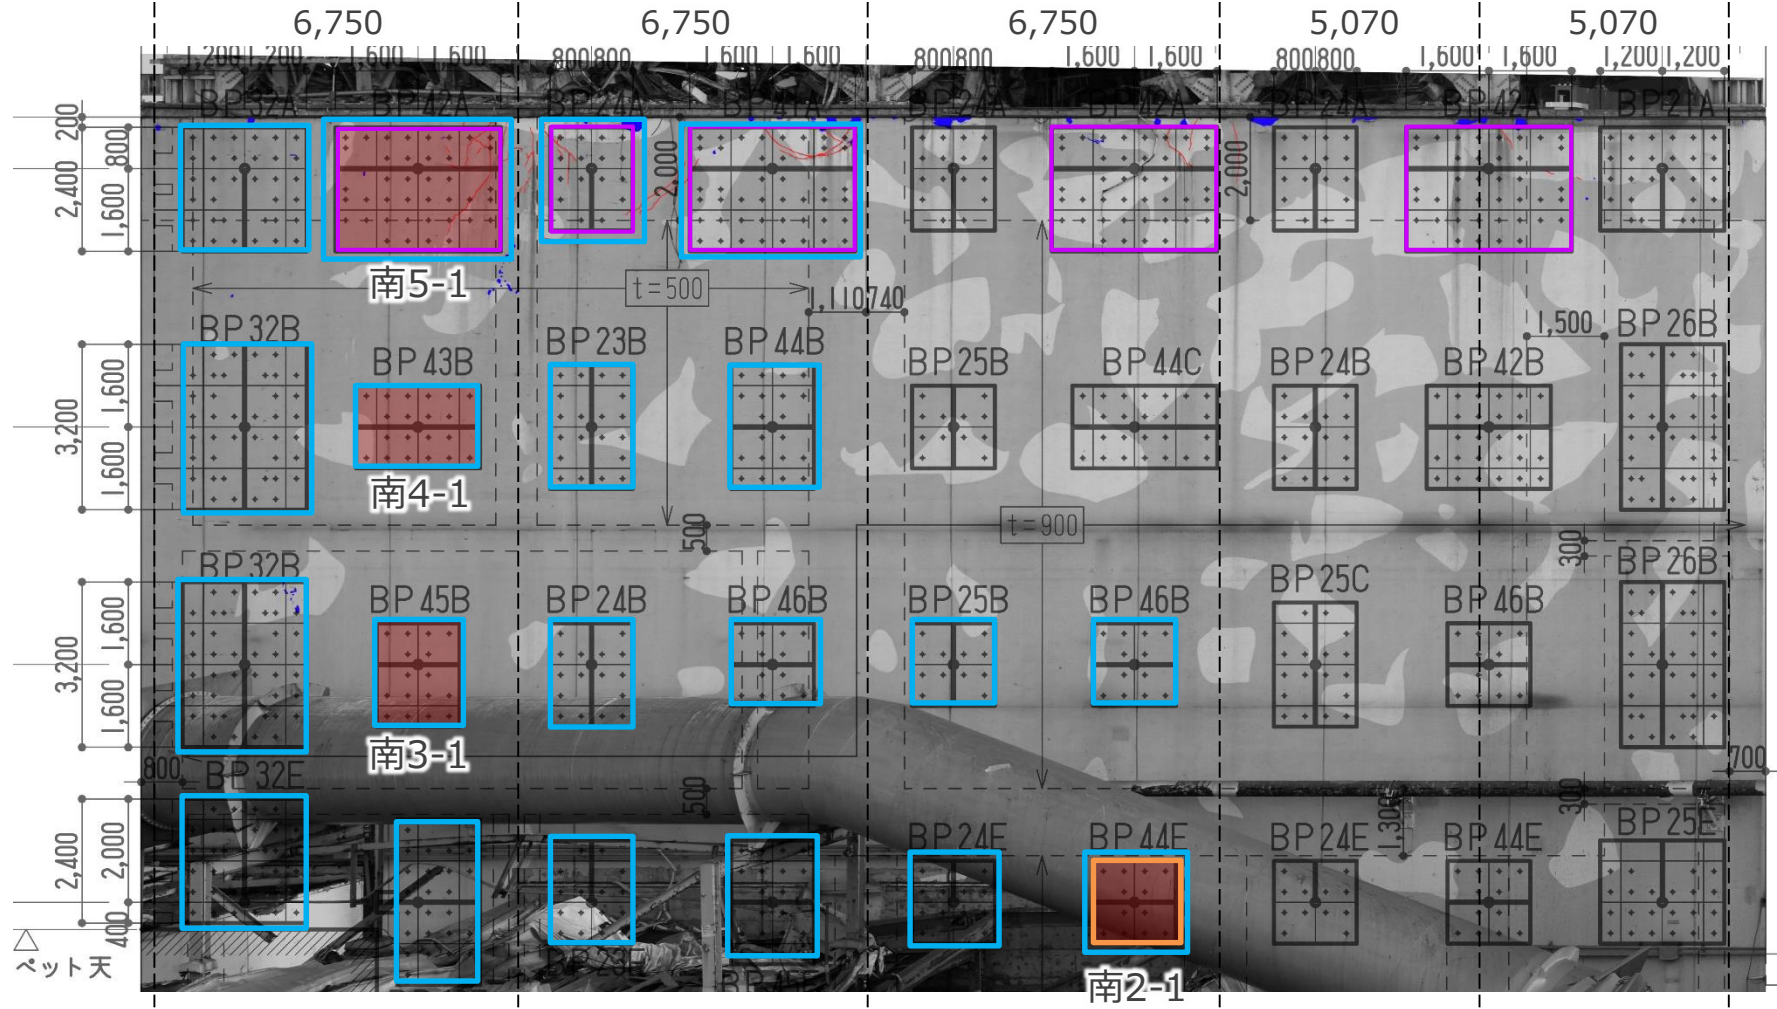 6,750 6,750 6,750 5,070 5,070
1,200 1,200 1,600 1,600 800 800 1,600 1,600 800 800 1,600 1,600 800 800 1,600 1,600 1,200 1,200
BP32A BP42A BP24A BP24A BP42A BP24A BP42A BP21A
200
2,400
800
1,600
2,000
2,000
南5-1
t=500
1,110 740
1,500
BP32B BP43B BP23B BP44B BP25B BP44C BP24B BP42B BP26B
3,200
1,600
1,600
南4-1
500
t=900
300
BP32B BP45B BP24B BP46B BP25B BP46B BP25C BP46B BP26B
3,200
1,600
1,600
南3-1
800
700
500
300
1,300
BP32E BP24E BP44E BP24E BP44E BP25E
2,400
2,000
400
ペット天
南2-1